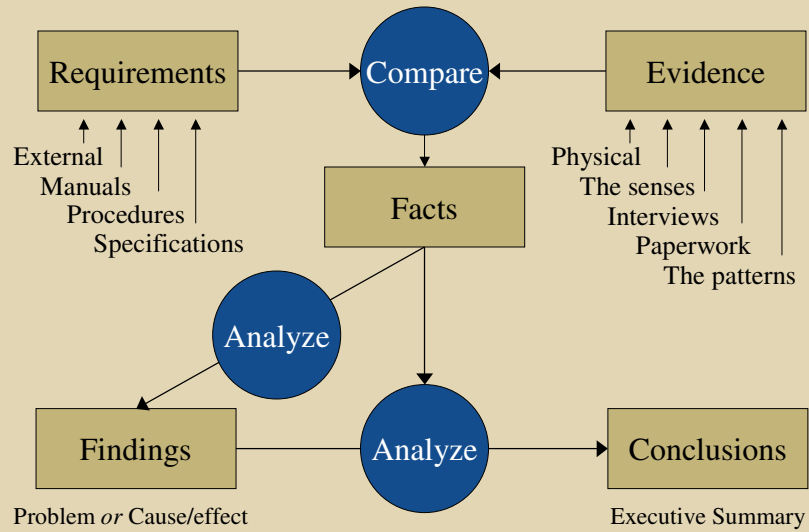 Requirements
Compare
Evidence
External
Manuals
Procedures
Specifications
Physical
The senses
Interviews
Paperwork
The patterns
Facts
Analyze
Findings
Analyze
Conclusions
Problem or Cause/effect
Executive Summary